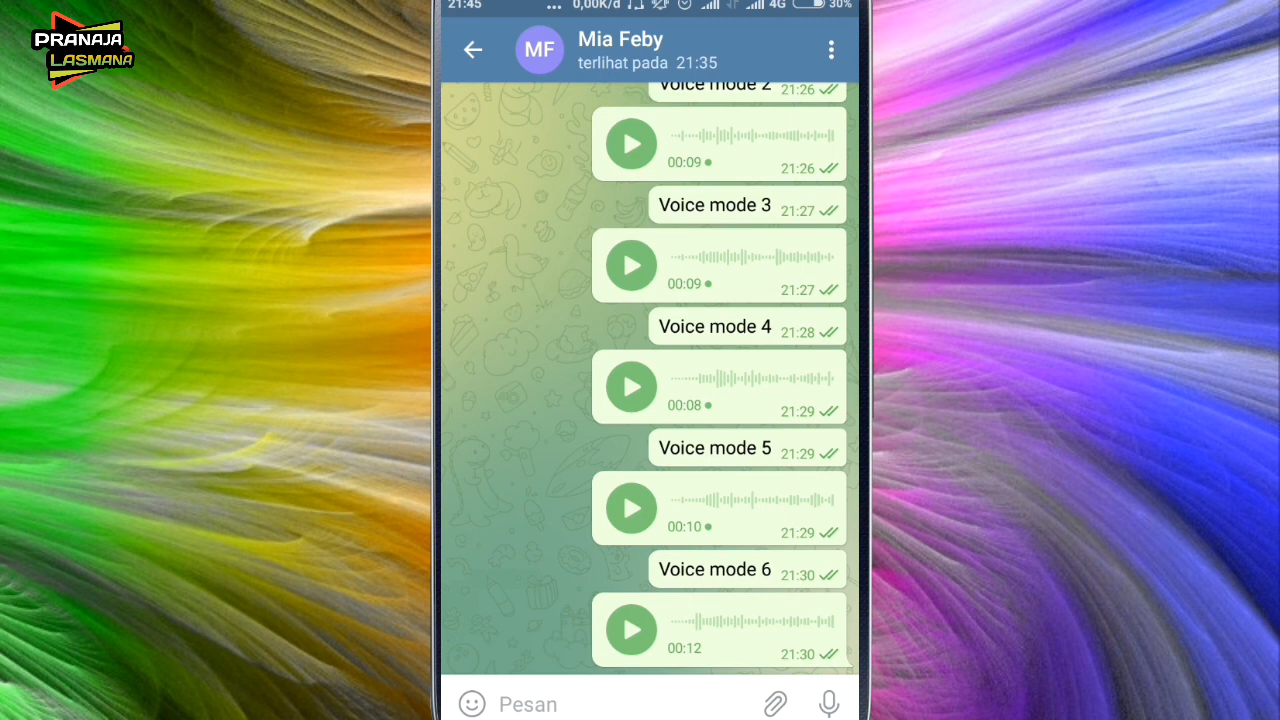 PRANAJA
LASMANA
21:45 ... 0,00K/d 4G 30%
MF
Mia Feby
terlihat pada 21:35
Voice mode 2 21:26
00:09
21:26
Voice mode 3 21:27
00:09
21:27
Voice mode 4 21:28
00:08
21:29
Voice mode 5 21:29
00:10
21:29
Voice mode 6 21:30
00:12
21:30
Pesan